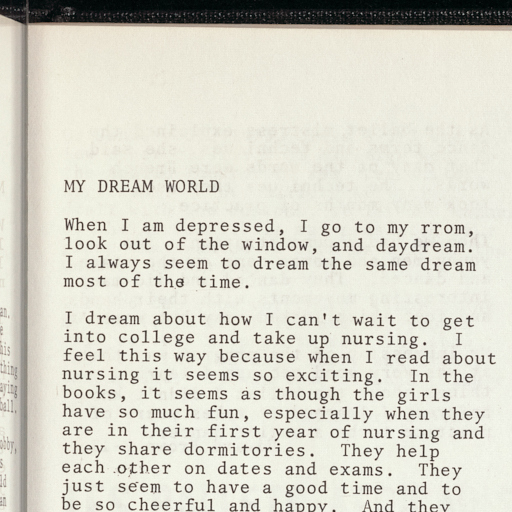 MY DREAM WORLD
When I am depressed, I go to my rrom,
look out of the window, and daydream.
I always seem to dream the same dream
most of the time.
I dream about how I can't wait to get
into college and take up nursing.  I
feel this way because when I read about
nursing it seems so exciting.  In the
books, it seems as though the girls
have so much fun, especially when they
are in their first year of nursing and
they share dormitories.  They help
each other on dates and exams.  They
just seem to have a good time and to
be so cheerful and happy.  And they